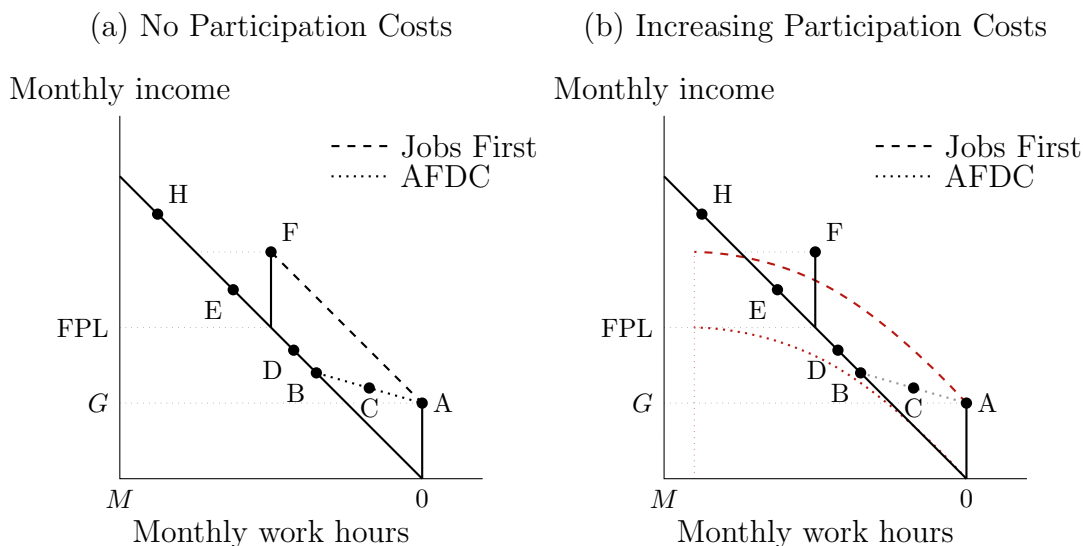 (a) No Participation Costs
Monthly income
Jobs First
AFDC
H
F
E
FPL
D
B
C
G
A
M
0
Monthly work hours
(b) Increasing Participation Costs
Monthly income
Jobs First
AFDC
H
F
E
FPL
D
B
C
G
A
M
0
Monthly work hours